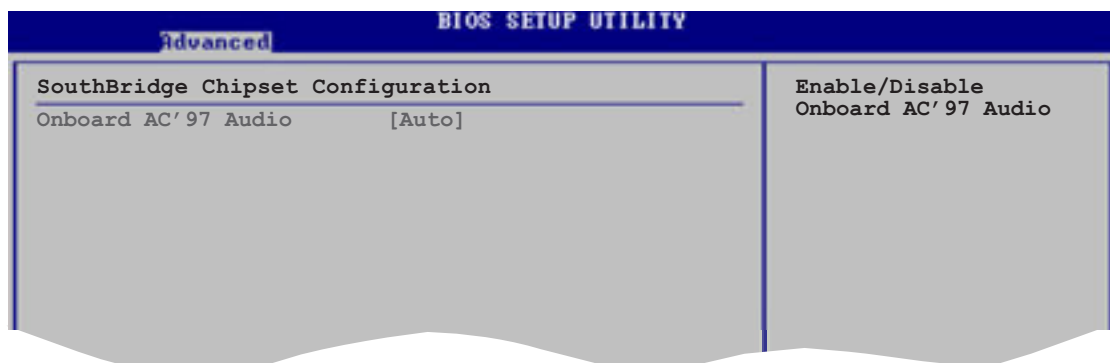 BIOS SETUP UTILITY
Advanced
SouthBridge Chipset Configuration
Onboard AC'97 Audio [Auto]
Enable/Disable
Onboard AC'97 Audio